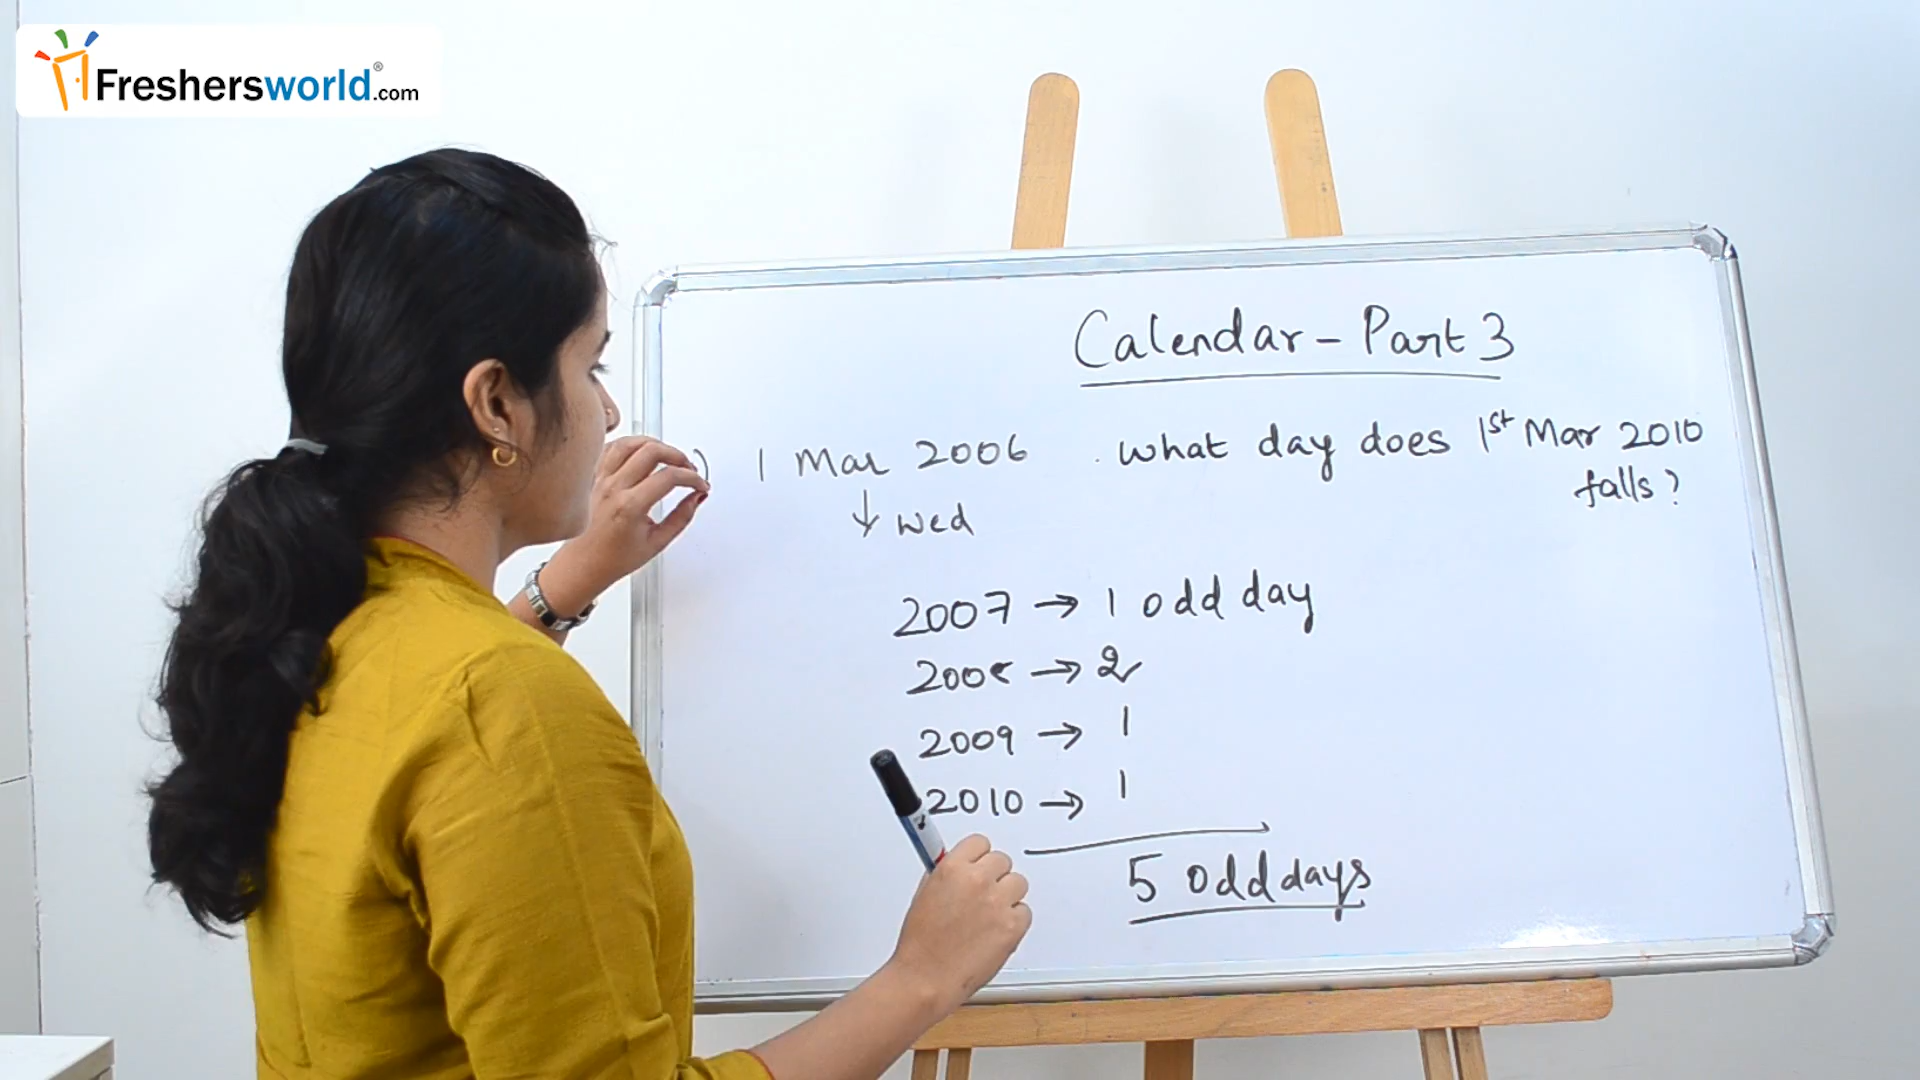 Freshersworld.com
Calendar - Part 3
) 1 Mar 2006 . What day does 1st Mar 2010
falls?
↓ Wed
2007 → 1 odd day
2008 → 2
2009 → 1
2010 → 1
5 Odd days